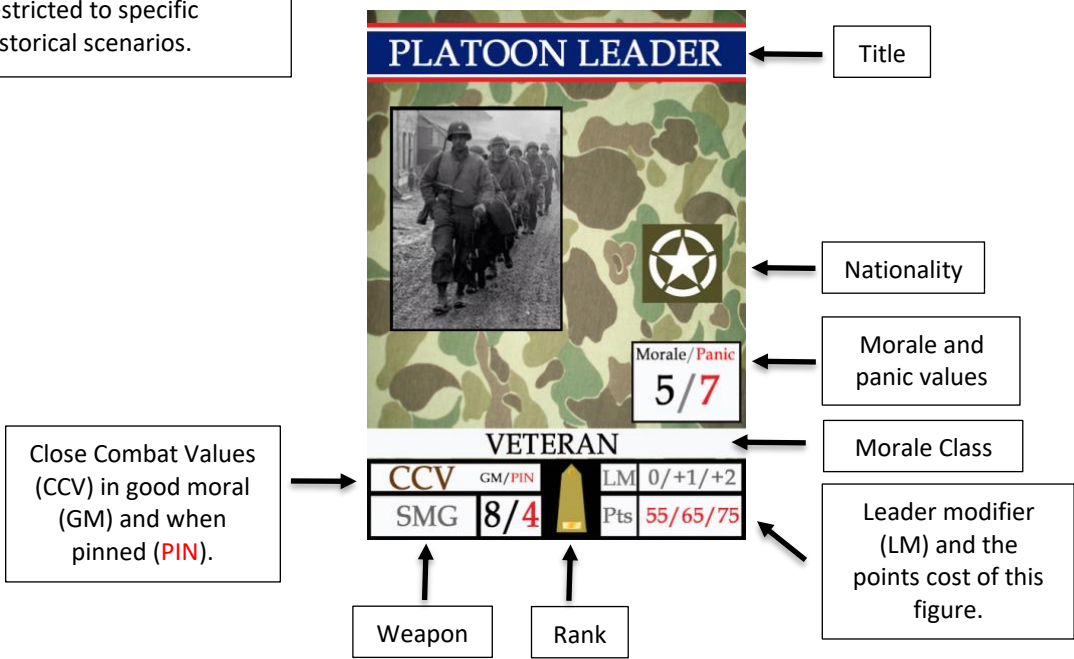 estricted to specific
istorical scenarios.
PLATOON LEADER
Title
Nationality
Morale/Panic
5/7
Morale and
panic values
VETERAN
Morale Class
Close Combat Values
(CCV) in good moral
(GM) and when
pinned (PIN).
CCV GM/PIN LM 0/+1/+2
SMG 8/4 Pts 55/65/75
Leader modifier
(LM) and the
points cost of this
figure.
Weapon
Rank